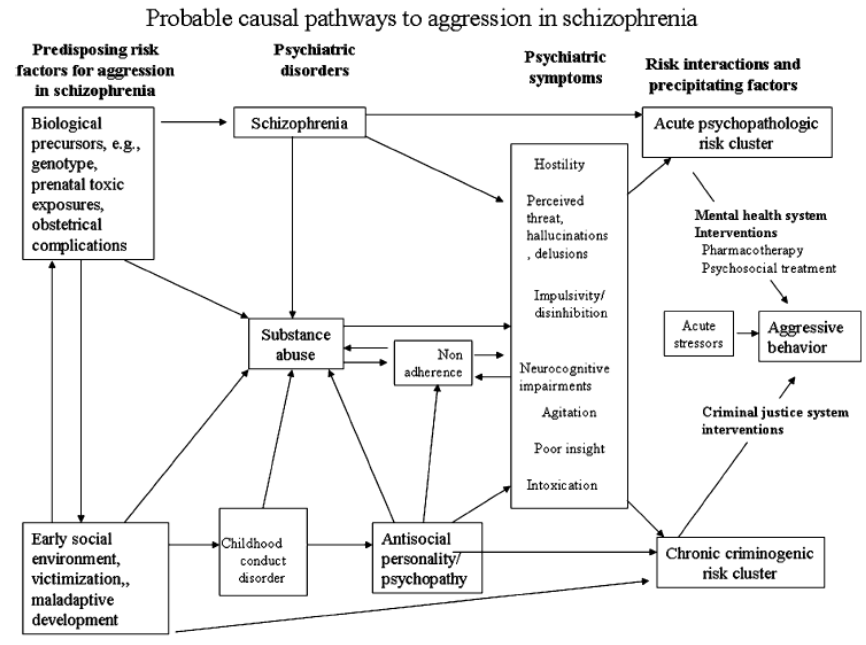 Probable causal pathways to aggression in schizophrenia
Predisposing risk
factors for aggression
in schizophrenia
Psychiatric
disorders
Psychiatric
symptoms
Risk interactions and
precipitating factors
Biological
precursors, e.g.,
genotype,
prenatal toxic
exposures,
obstetrical
complications
Schizophrenia
Hostility
Perceived
threat,
hallucinations
, delusions
Impulsivity/
disinhibition
Neurocognitive
impairments
Agitation
Poor insight
Intoxication
Acute psychopathologic
risk cluster
Mental health system
Interventions
Pharmacotherapy
Psychosocial treatment
Substance
abuse
Non
adherence
Acute
stressors
Aggressive
behavior
Criminal justice system
interventions
Early social
environment,
victimization,,
maladaptive
development
Childhood
conduct
disorder
Antisocial
personality/
psychopathy
Chronic criminogenic
risk cluster